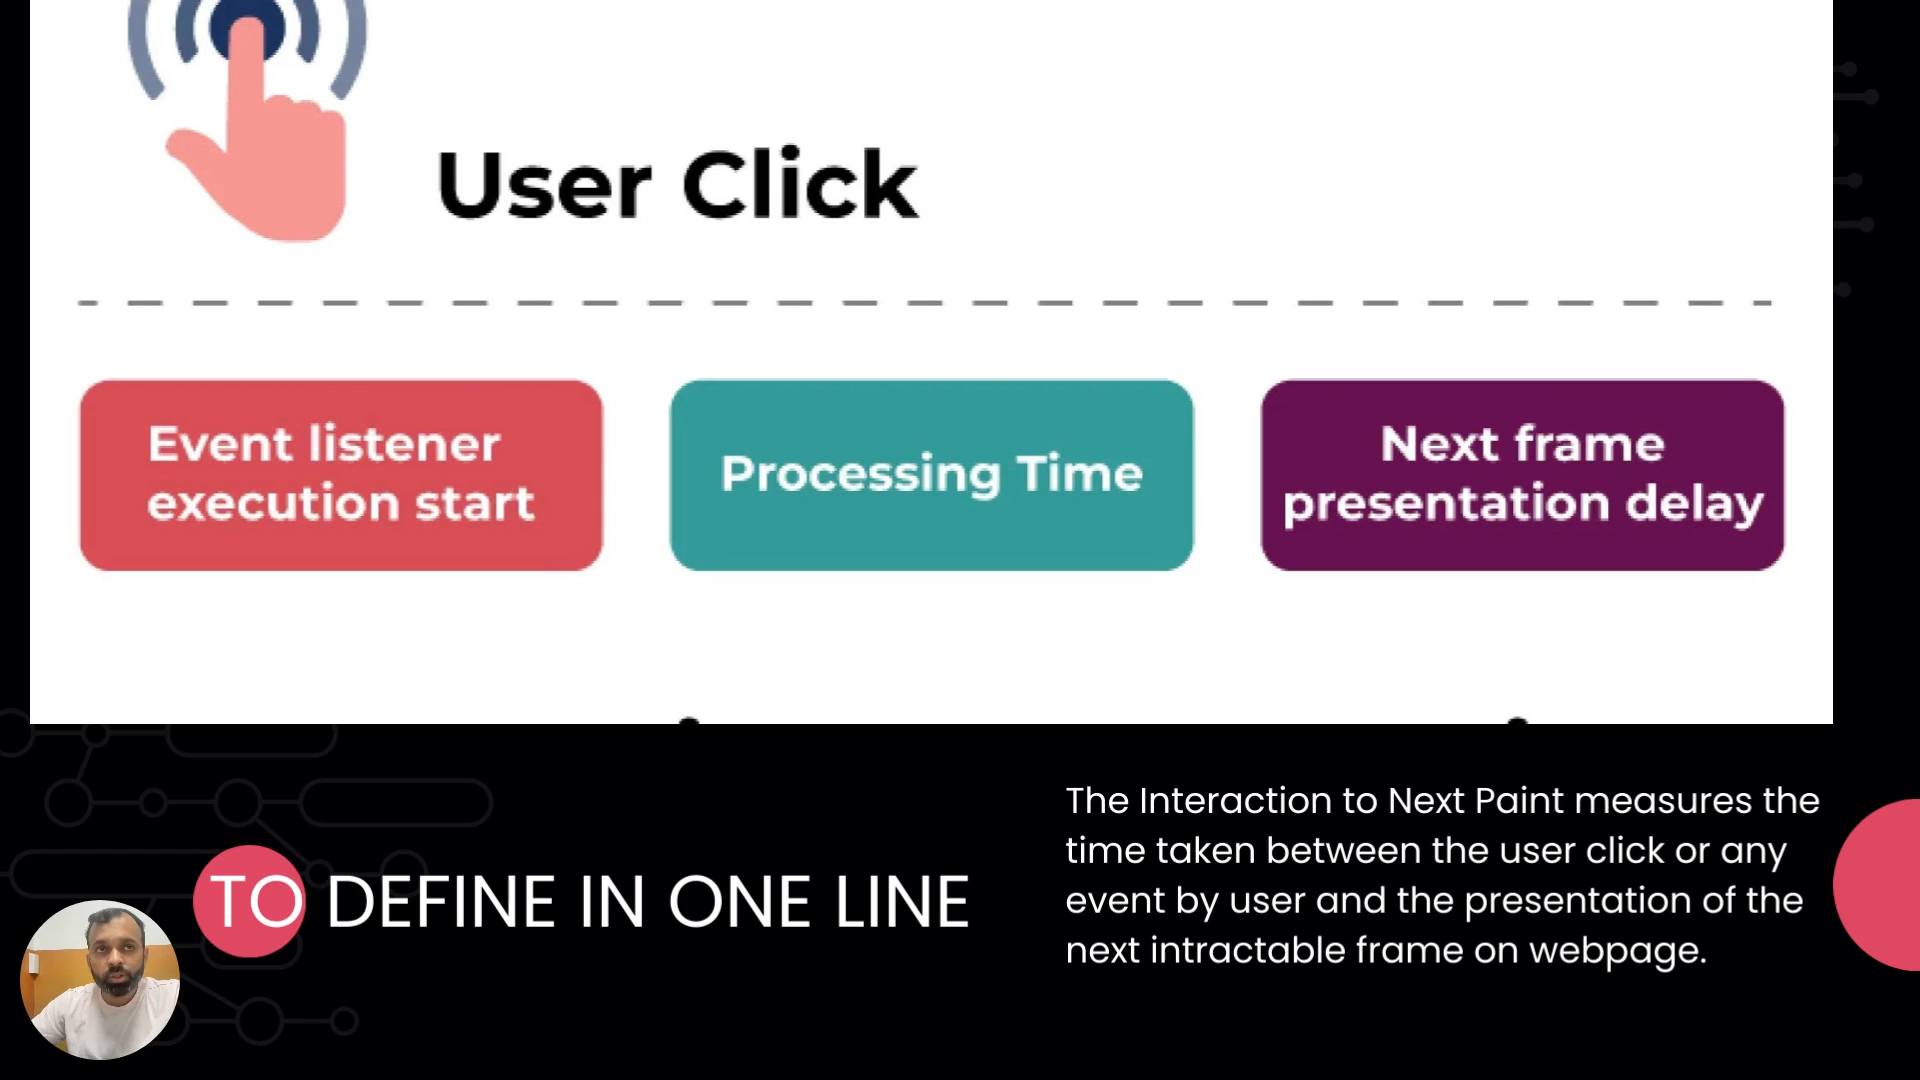 User Click
Event listener
execution start
Processing Time
Next frame
presentation delay
TO DEFINE IN ONE LINE
The Interaction to Next Paint measures the
time taken between the user click or any
event by user and the presentation of the
next intractable frame on webpage.